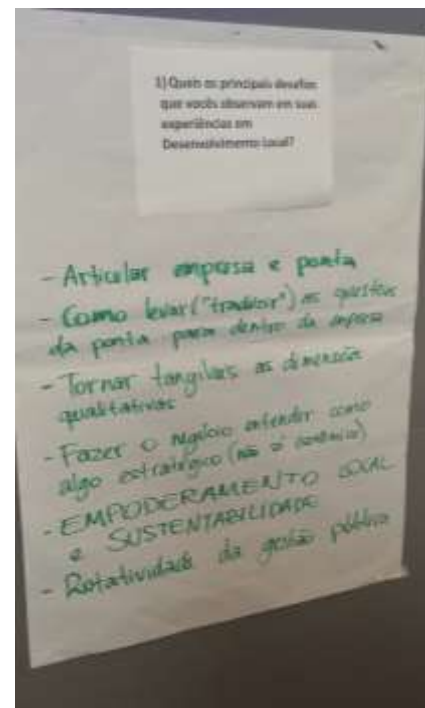 1) Quais os principais desafios
que vocês observam em suas
experiências em
Desenvolvimento Local?
- Articular empresa e ponta
- Como levar ("traduzir") as questões
da ponta para dentro da empresa
- Tornar tangíveis as dimensões
qualitativas
- Fazer o negócio entender como
algo estratégico (não só econômico)
- EMPODERAMENTO LOCAL
e SUSTENTABILIDADE
- Rotatividade da gestão pública